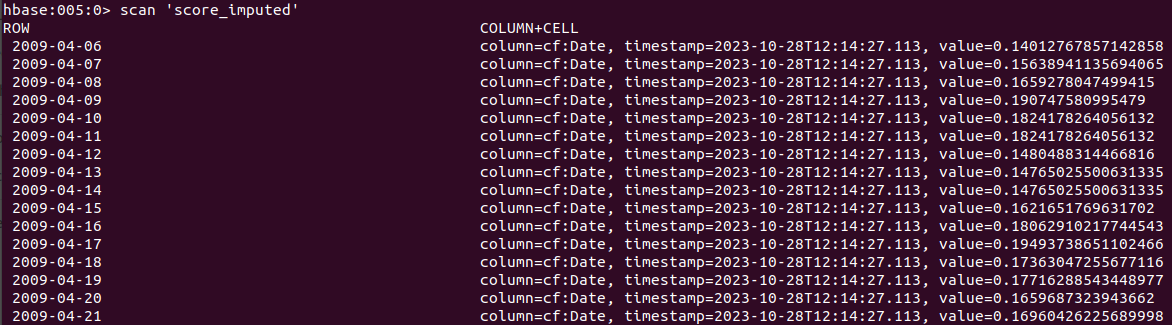 hbase:005:0> scan 'score_imputed'
ROW COLUMN+CELL
2009-04-06 column=cf:Date, timestamp=2023-10-28T12:14:27.113, value=0.14012767857142858
2009-04-07 column=cf:Date, timestamp=2023-10-28T12:14:27.113, value=0.15638941135694065
2009-04-08 column=cf:Date, timestamp=2023-10-28T12:14:27.113, value=0.1659278047499415
2009-04-09 column=cf:Date, timestamp=2023-10-28T12:14:27.113, value=0.190747580995479
2009-04-10 column=cf:Date, timestamp=2023-10-28T12:14:27.113, value=0.1824178264056132
2009-04-11 column=cf:Date, timestamp=2023-10-28T12:14:27.113, value=0.1824178264056132
2009-04-12 column=cf:Date, timestamp=2023-10-28T12:14:27.113, value=0.1480488314466816
2009-04-13 column=cf:Date, timestamp=2023-10-28T12:14:27.113, value=0.14765025500631335
2009-04-14 column=cf:Date, timestamp=2023-10-28T12:14:27.113, value=0.14765025500631335
2009-04-15 column=cf:Date, timestamp=2023-10-28T12:14:27.113, value=0.1621651769631702
2009-04-16 column=cf:Date, timestamp=2023-10-28T12:14:27.113, value=0.18062910217744543
2009-04-17 column=cf:Date, timestamp=2023-10-28T12:14:27.113, value=0.19493738651102466
2009-04-18 column=cf:Date, timestamp=2023-10-28T12:14:27.113, value=0.17363047255677116
2009-04-19 column=cf:Date, timestamp=2023-10-28T12:14:27.113, value=0.17716288543448977
2009-04-20 column=cf:Date, timestamp=2023-10-28T12:14:27.113, value=0.1659687323943662
2009-04-21 column=cf:Date, timestamp=2023-10-28T12:14:27.113, value=0.16960426225689998